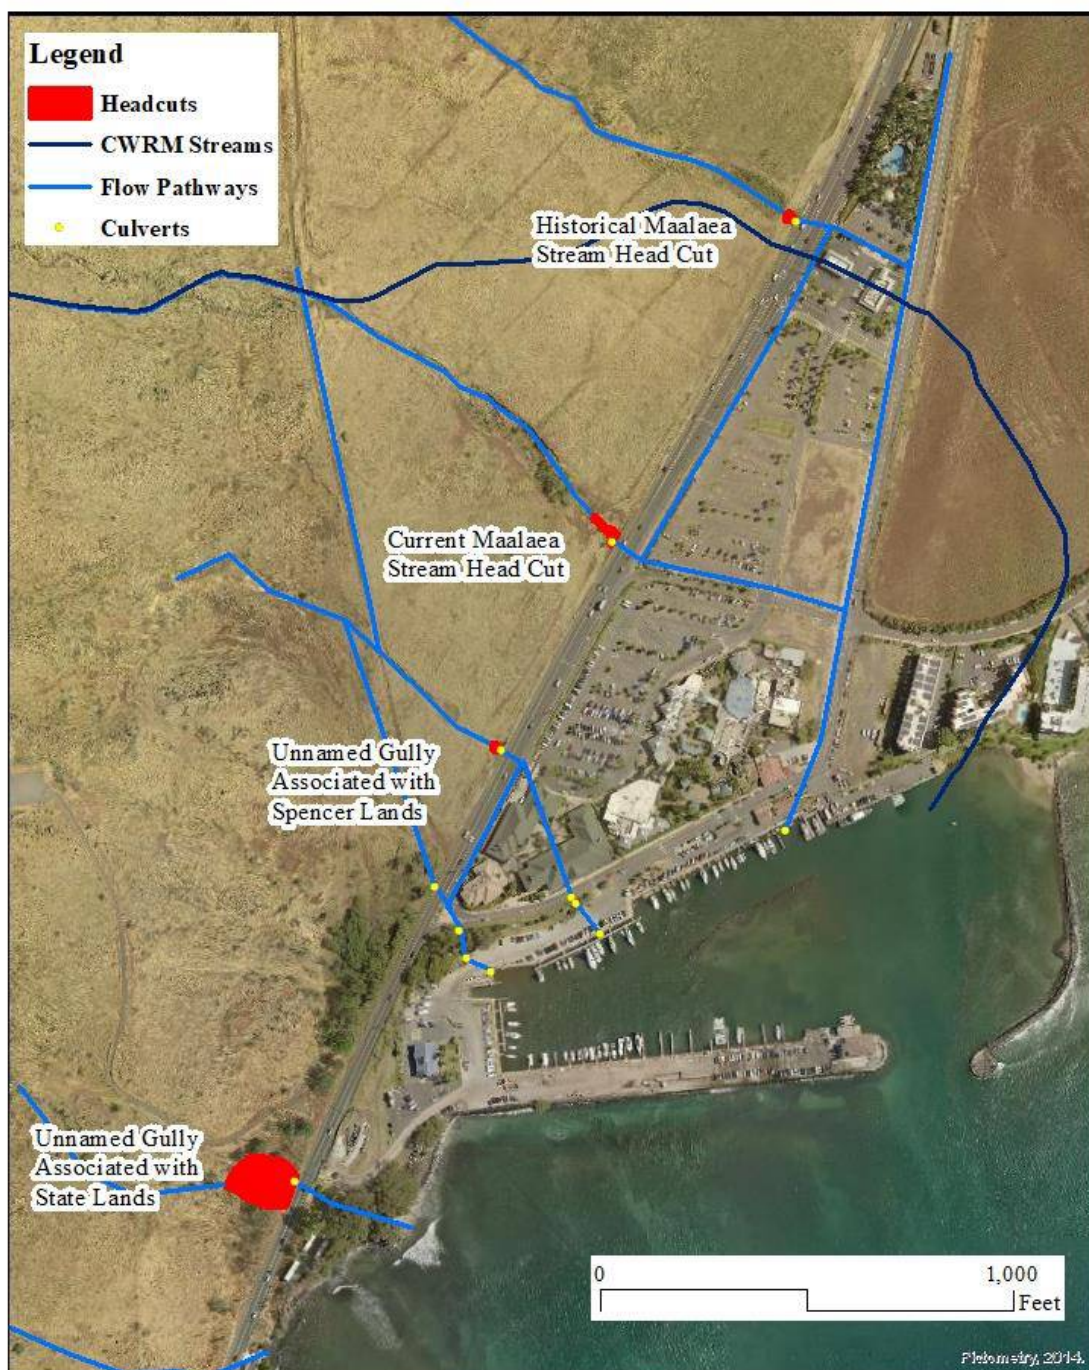 Legend
Headcuts
CWRM Streams
Flow Pathways
Culverts
Historical Maalaea
Stream Head Cut
Current Maalaea
Stream Head Cut
Unnamed Gully
Associated with
Spencer Lands
Unnamed Gully
Associated with
State Lands
0
1,000
Feet
Pictometry, 2014.